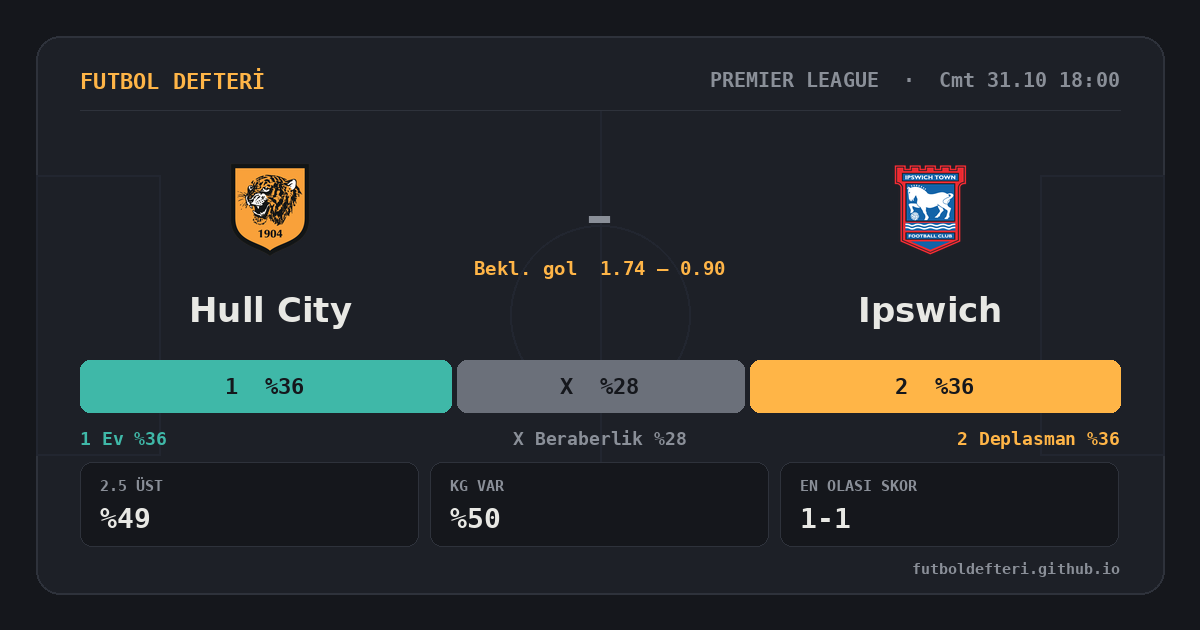 FUTBOL DEFTERİ
PREMIER LEAGUE · Cmt 31.10 18:00
1904
IPSWICH TOWN
FOOTBALL CLUB
–
Bekl. gol 1.74 – 0.90
Hull City
Ipswich
1 %36
X %28
2 %36
1 Ev %36
X Beraberlik %28
2 Deplasman %36
2.5 ÜST
KG VAR
EN OLASI SKOR
%49
%50
1-1
futboldefteri.github.io